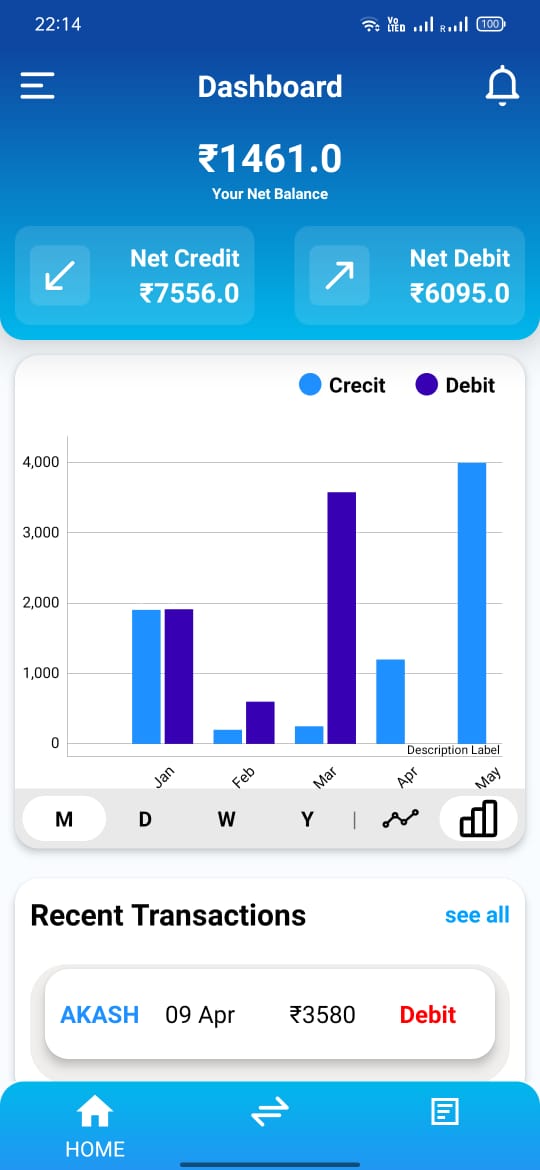 22:14
Vo LTED R 100
Dashboard
₹1461.0
Your Net Balance
Net Credit
₹7556.0
Net Debit
₹6095.0
Crecit Debit
4,000
3,000
2,000
1,000
0
Description Label
Jan Feb Mar Apr May
M D W Y |
Recent Transactions see all
AKASH 09 Apr ₹3580 Debit
HOME